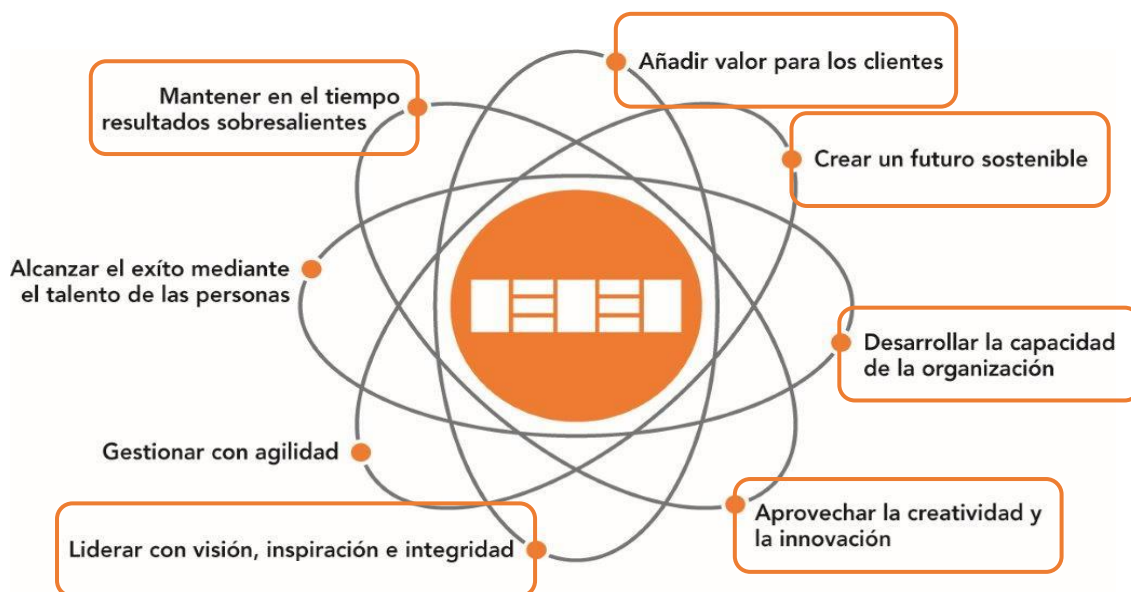 Añadir valor para los clientes
Crear un futuro sostenible
Desarrollar la capacidad
de la organización
Aprovechar la creatividad y
la innovación
Liderar con visión, inspiración e integridad
Gestionar con agilidad
Alcanzar el exíto mediante
el talento de las personas
Mantener en el tiempo
resultados sobresalientes